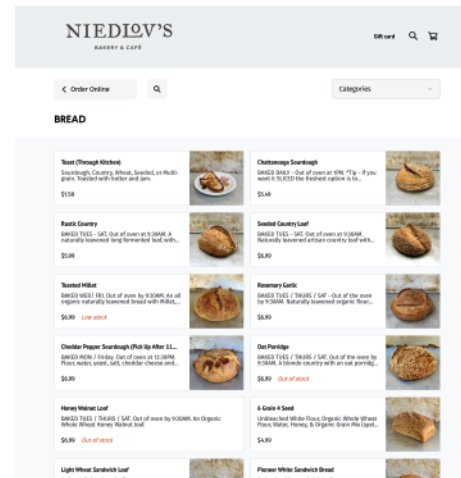 NIEDLOV'S
BAKERY & CAFÉ
Gift card
Order Online
Categories
BREAD
Toast (Through Kitchen)
Sourdough, Country, Wheat, Seeded, or Multi-
grain. Toasted with butter and jam.
$1.58
Chattanooga Sourdough
BAKED DAILY - Out of oven at 1PM. *Tip - If you
want it SLICED the freshest option is to...
$5.49
Rustic Country
BAKED TUES - SAT. Out of oven at 9:30AM. A
naturally leavened long fermented loaf, with...
$5.99
Seeded Country Loaf
BAKED TUES - SAT. Out of oven at 9:30AM.
Naturally leavened artisan country loaf with...
$6.99
Toasted Millet
BAKED WED/ FRI. Out of oven by 9:30AM. An all
organic naturally leavened bread with Millet,...
$6.99 Low stock
Rosemary Garlic
BAKED TUES / THURS / SAT - Out of the oven
by 9:30AM. Naturally leavened organic flour...
$6.99
Cheddar Pepper Sourdough (Pick Up After 11...
BAKED MON / Friday. Out of oven at 12:30PM.
Flour, water, yeast, salt, cheddar cheese and...
$6.99
Oat Porridge
BAKED TUES / THURS / SAT. Out of the oven by
9:30AM. A blonde country with an oat porridg...
$6.99 Out of stock
Honey Walnut Loaf
BAKED TUES / THURS / SAT. Out of oven by 9:30AM. An Organic
Whole Wheat Honey Walnut loaf.
$6.99 Out of stock
6 Grain 4 Seed
Unbleached White Flour, Organic Whole Wheat
Flour, Water, Honey, & Organic Grain Mix (spel...
$4.99
Light Wheat Sandwich Loaf
Pioneer White Sandwich Bread